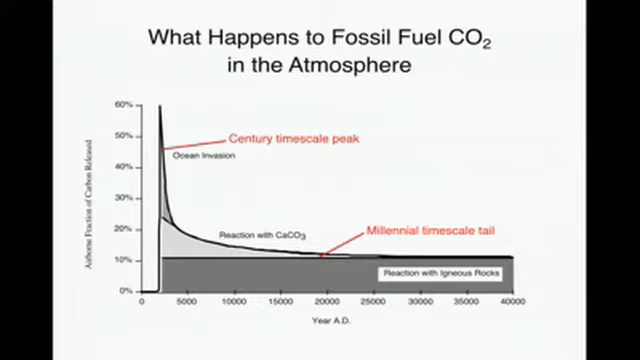 What Happens to Fossil Fuel CO₂
in the Atmosphere
60%
50%
40%
30%
20%
10%
0%
Airborne Fraction of Carbon Released
Century timescale peak
Ocean Invasion
Reaction with CaCO₃
Millennial timescale tail
Reaction with Igneous Rocks
0
5000
10000
15000
20000
25000
30000
35000
40000
Year A.D.